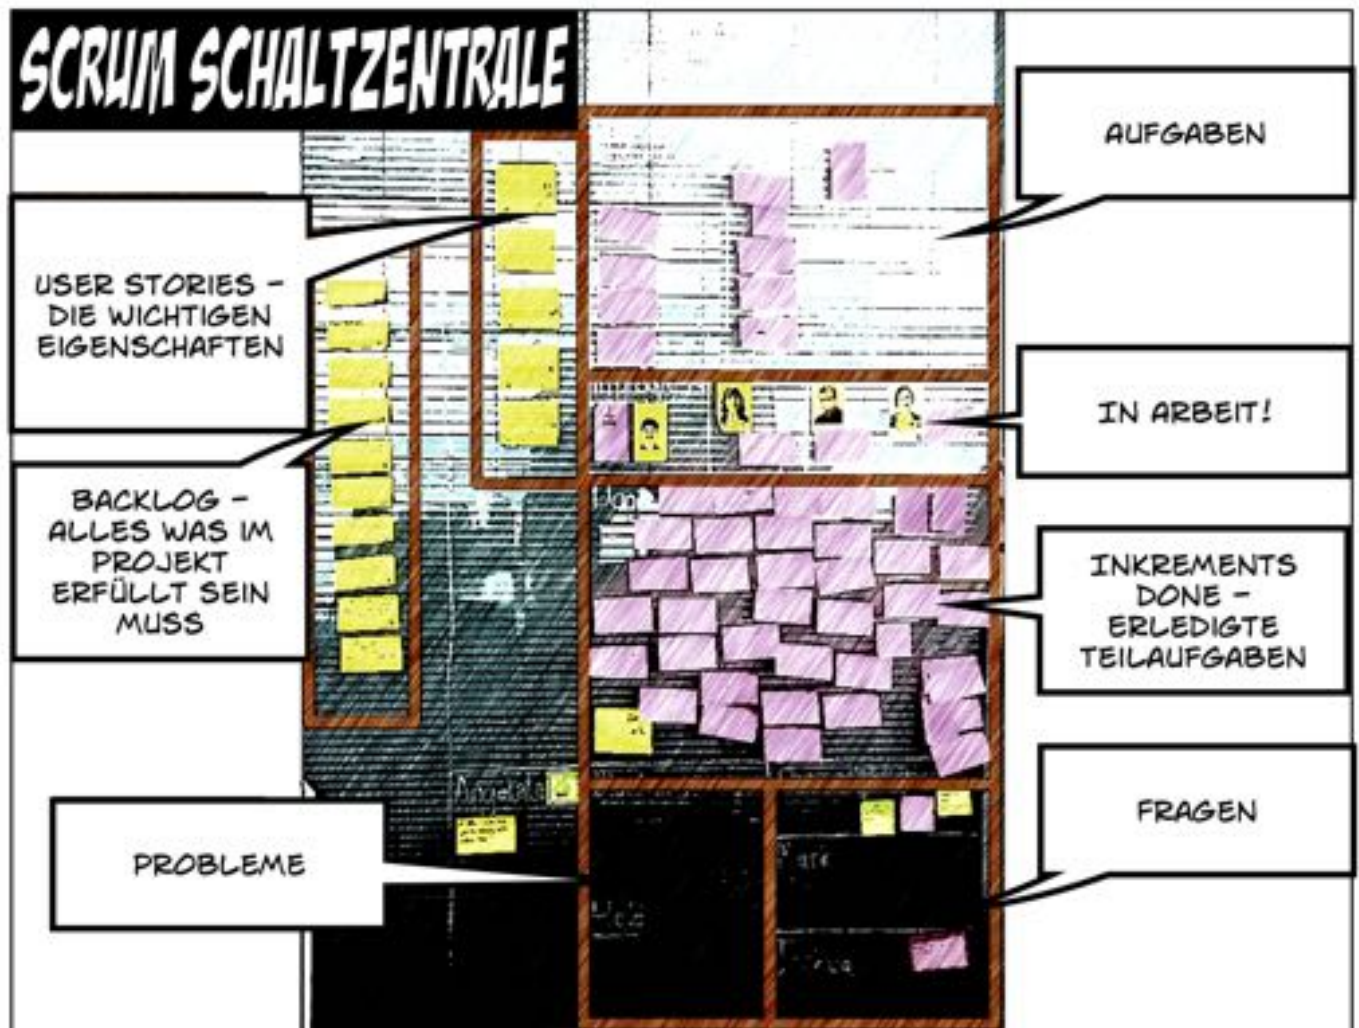 SCRUM SCHALTZENTRALE
USER STORIES -
DIE WICHTIGEN
EIGENSCHAFTEN
BACKLOG -
ALLES WAS IM
PROJEKT
ERFÜLLT SEIN
MUSS
PROBLEME
AUFGABEN
IN ARBEIT!
INKREMENTS
DONE -
ERLEDIGTE
TEILAUFGABEN
FRAGEN